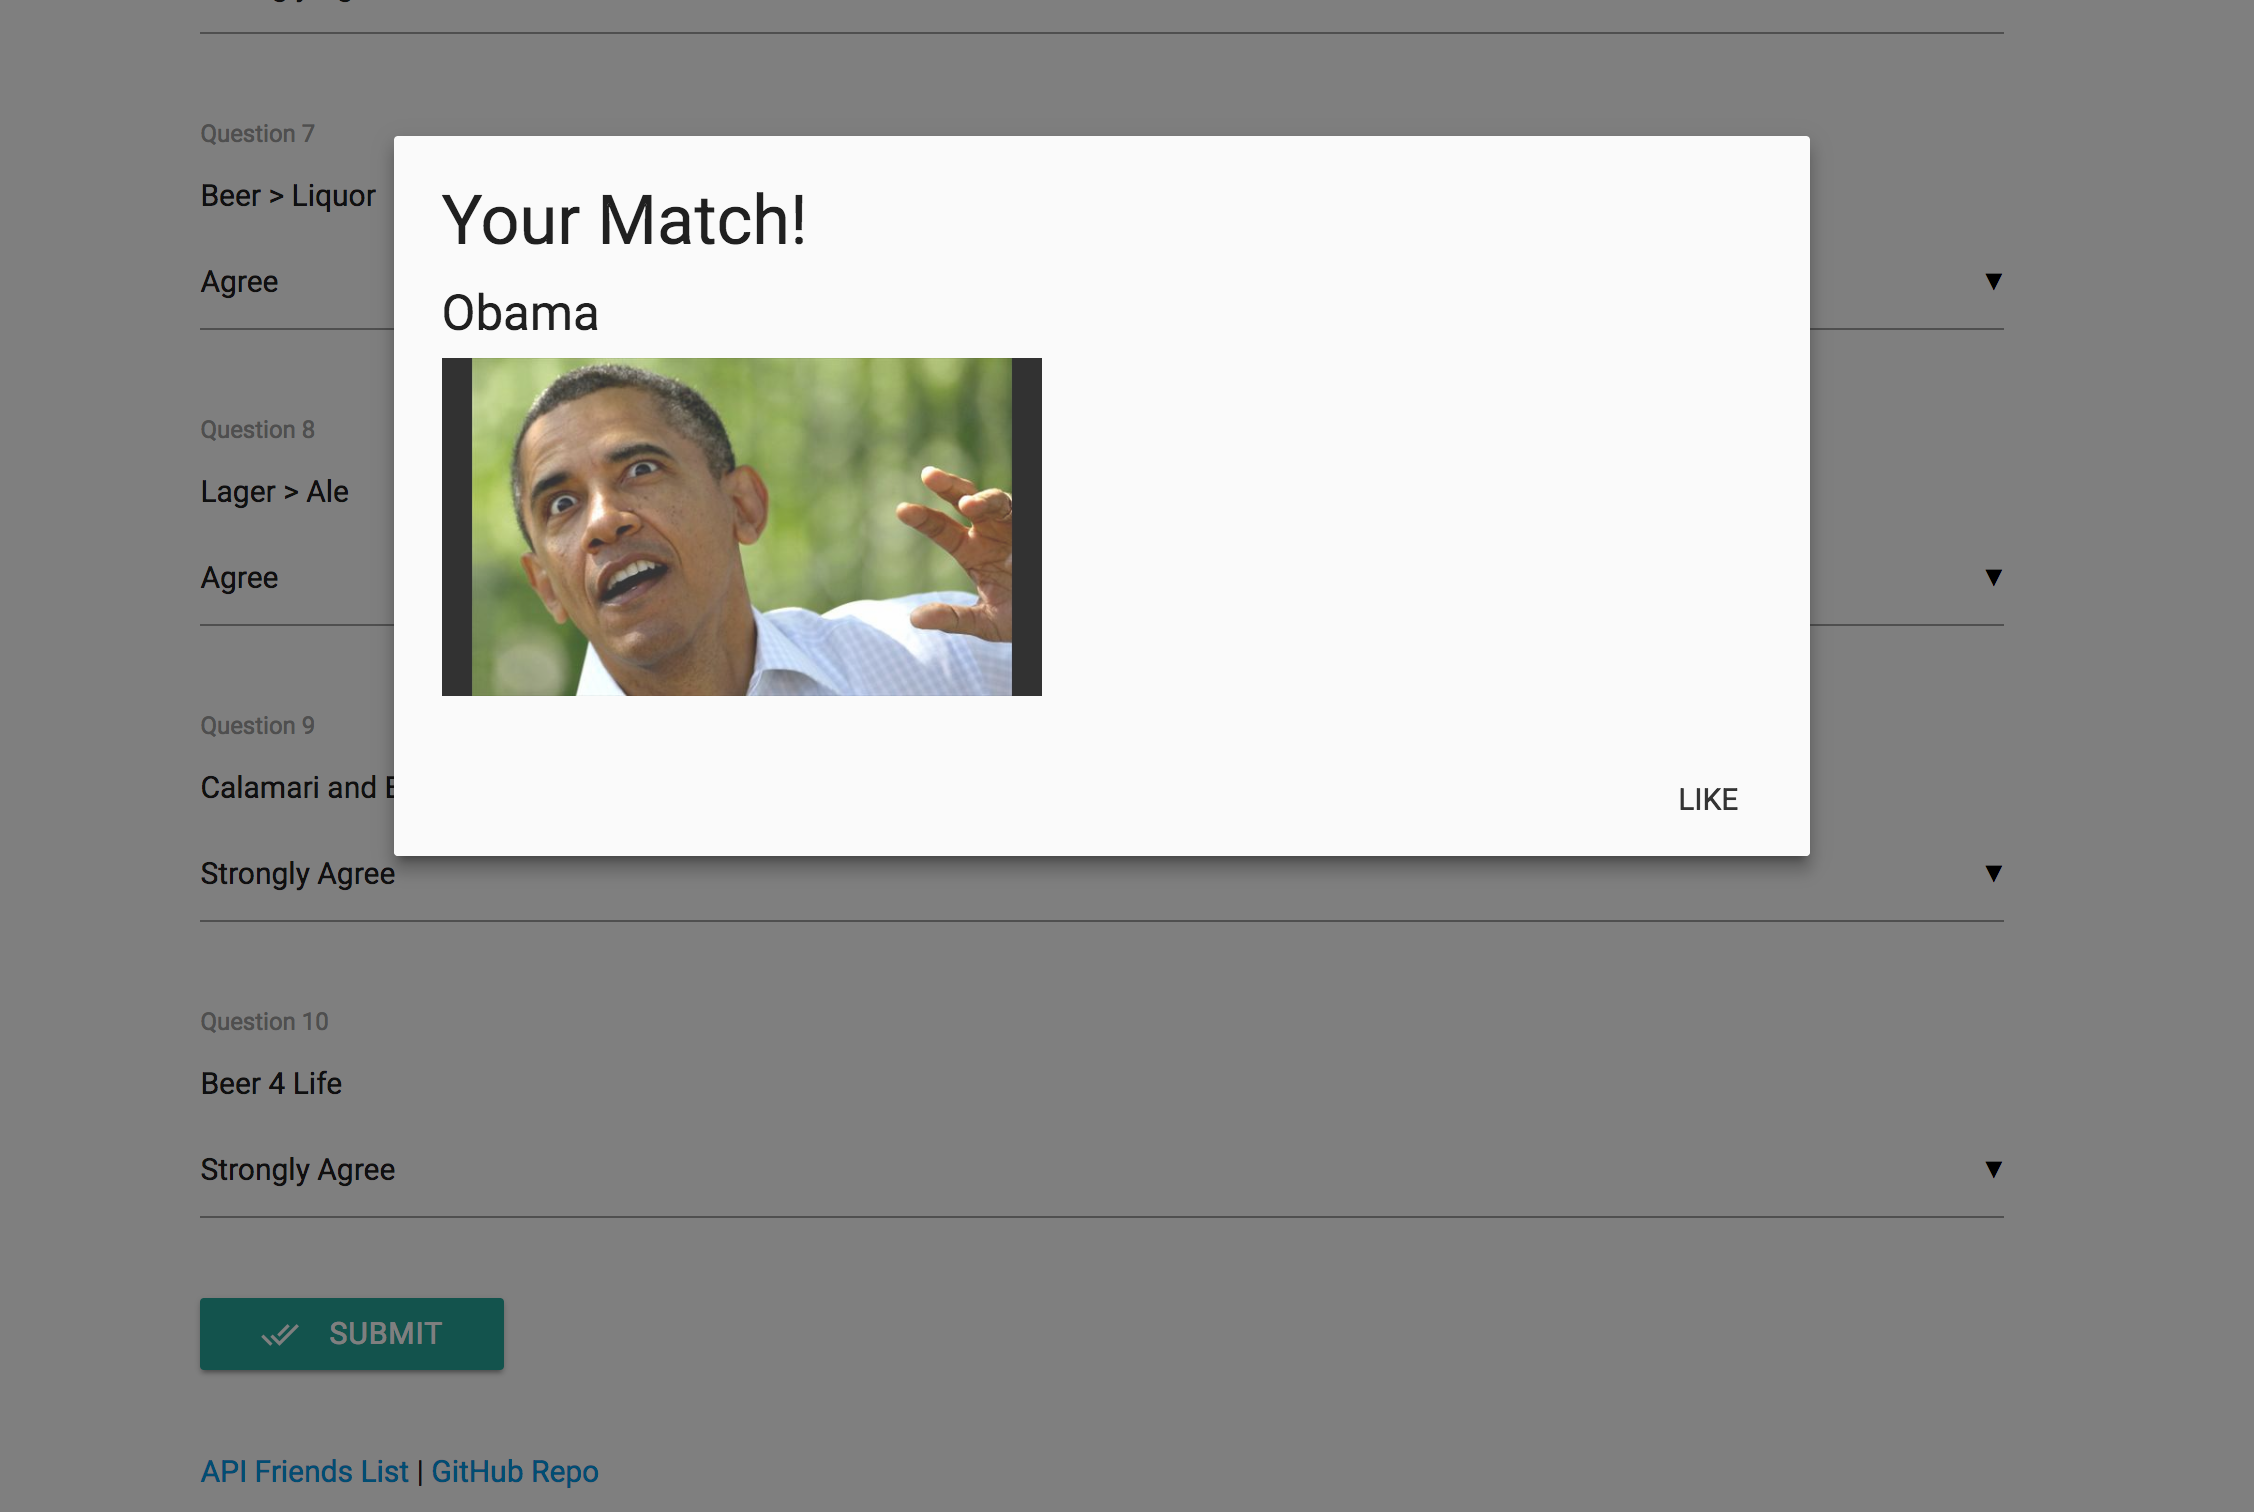 Question 7
Beer > Liquor
Agree
Your Match!
Obama
LIKE
Question 8
Lager > Ale
Agree
Question 9
Calamari and
Strongly Agree
Question 10
Beer 4 Life
Strongly Agree
SUBMIT
API Friends List | GitHub Repo